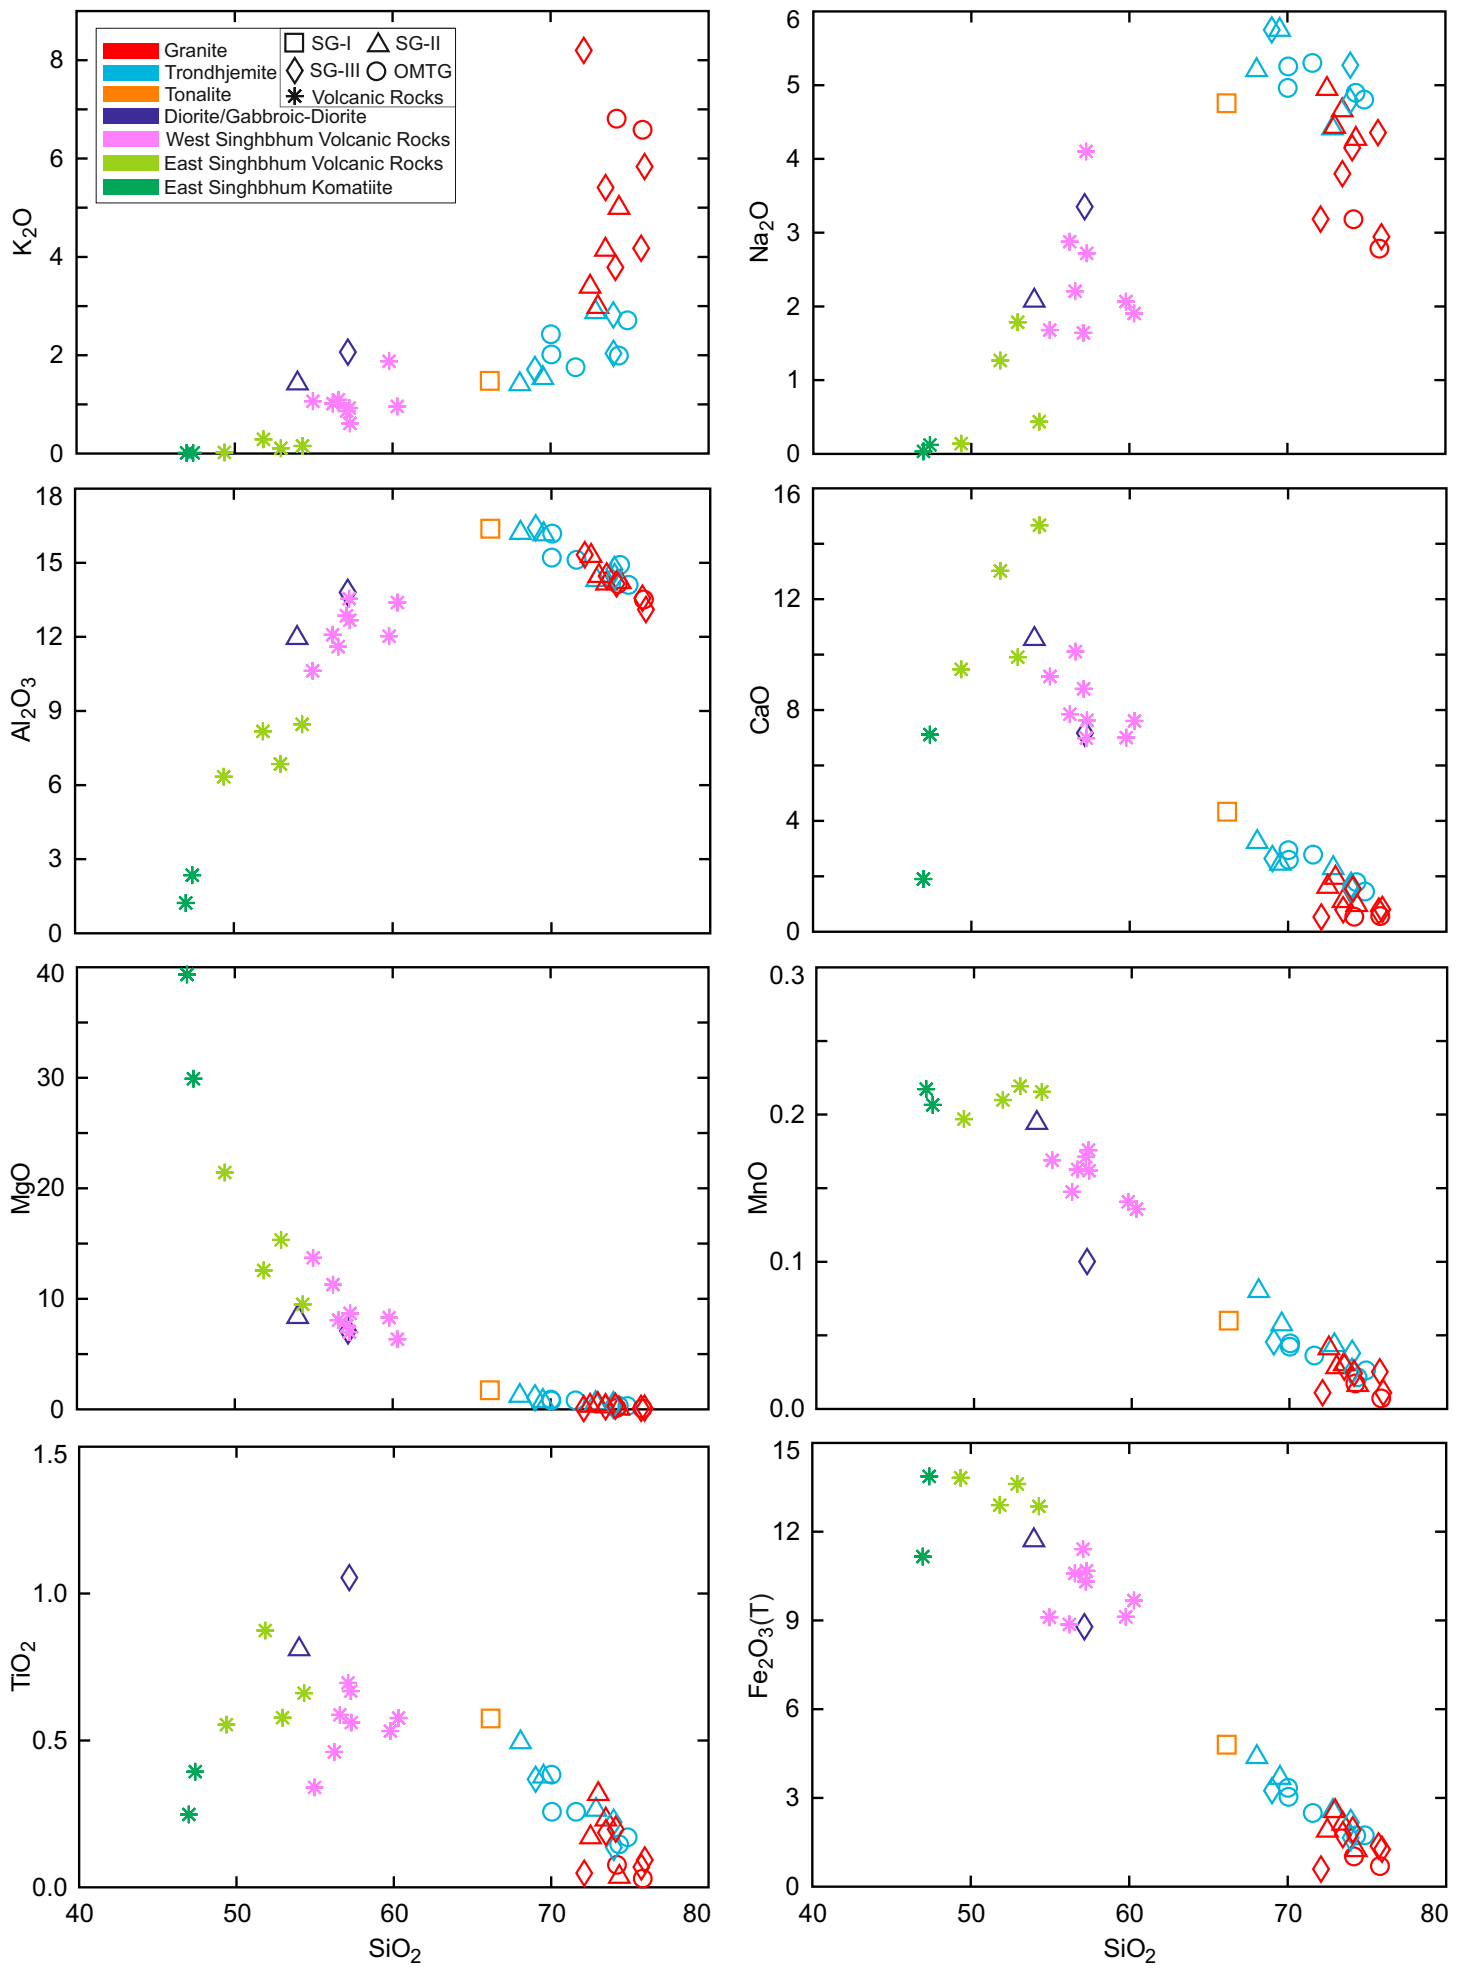 8
6
4
2
0
K2O
Granite
Trondhjemite
Tonalite
Diorite/Gabbroic-Diorite
West Singhbhum Volcanic Rocks
East Singhbhum Volcanic Rocks
East Singhbhum Komatiite
SG-I SG-II
SG-III OMTG
Volcanic Rocks
6
5
4
3
2
1
0
Na2O
18
15
12
9
6
3
0
Al2O3
16
12
8
4
0
CaO
40
30
20
10
0
MgO
0.3
0.2
0.1
0.0
MnO
1.5
1.0
0.5
0.0
TiO2
40 50 60 70 80
SiO2
15
12
9
6
3
0
Fe2O3(T)
40 50 60 70 80
SiO2